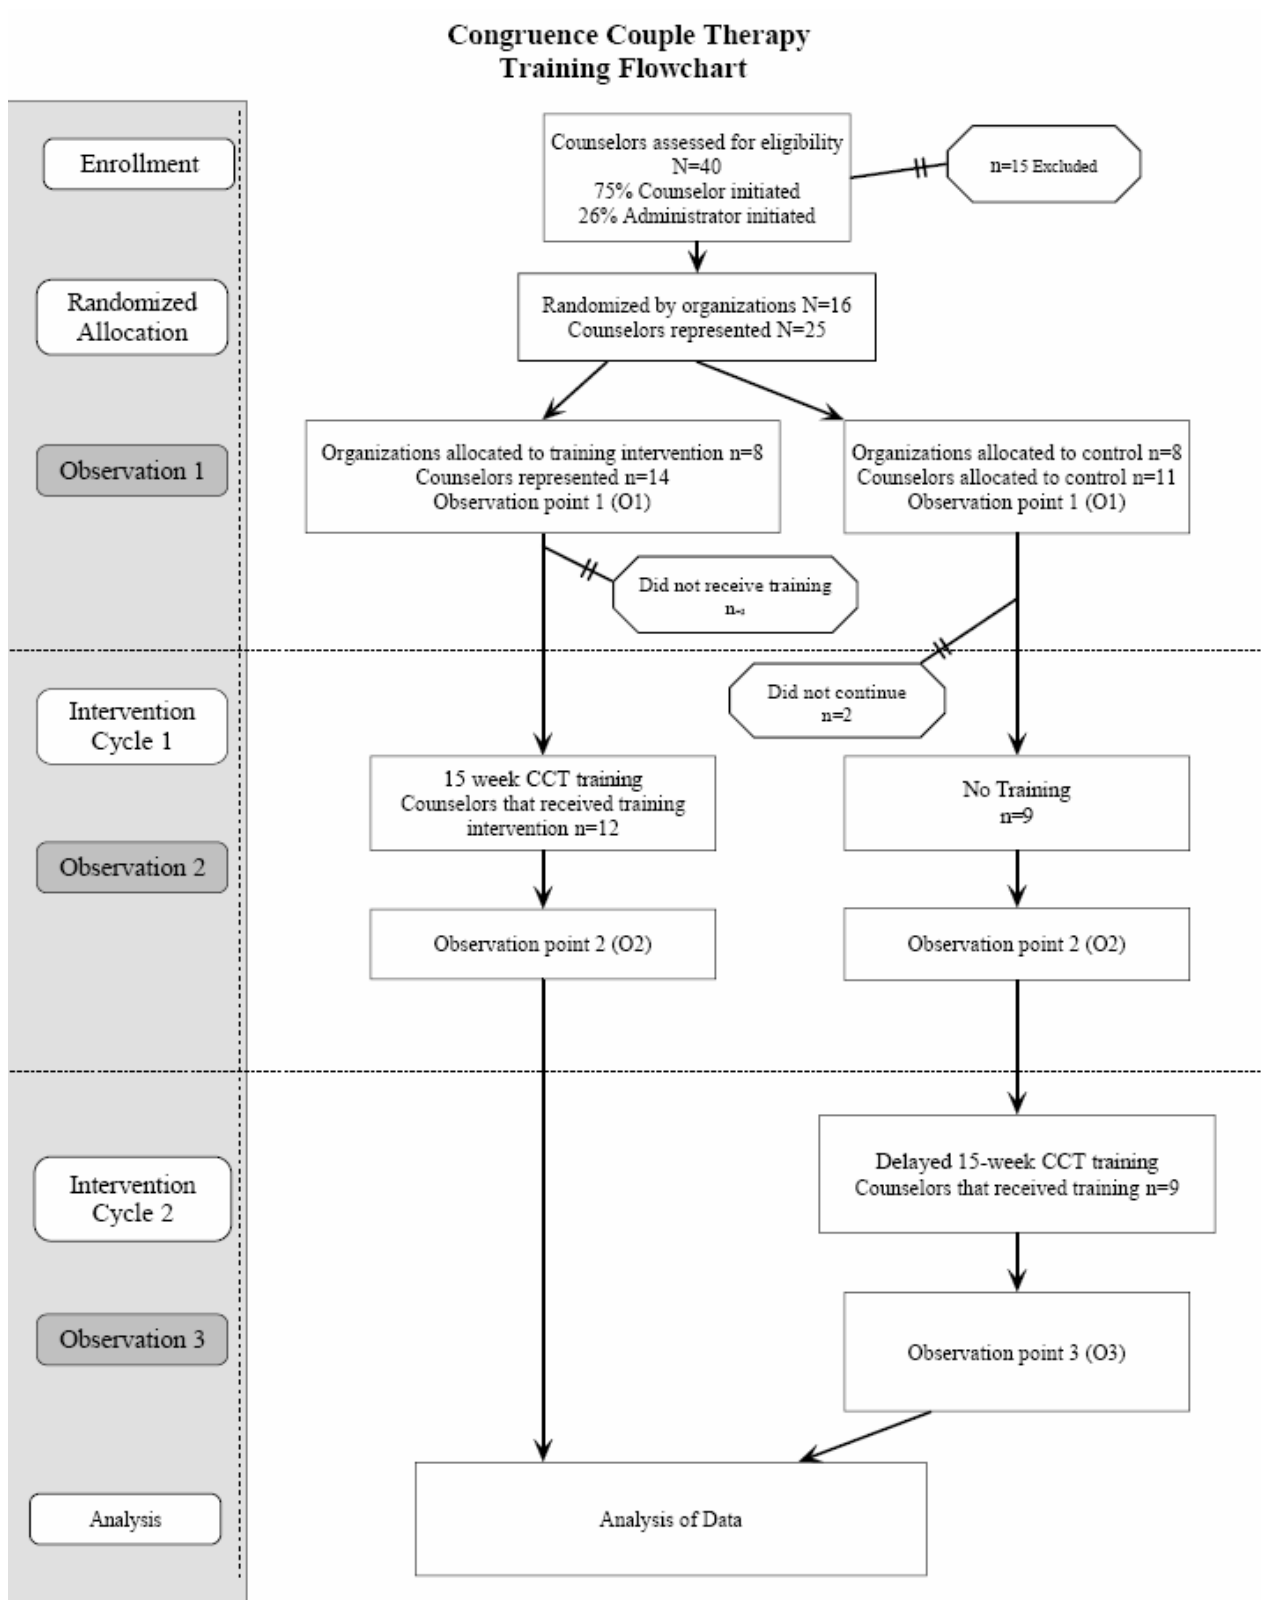 Congruence Couple Therapy
Training Flowchart
Enrollment
Counselors assessed for eligibility
N=40
75% Counselor initiated
26% Administrator initiated
n=15 Excluded
Randomized
Allocation
Randomized by organizations N=16
Counselors represented N=25
Observation 1
Organizations allocated to training intervention n=8
Counselors represented n=14
Observation point 1 (O1)
Organizations allocated to control n=8
Counselors allocated to control n=11
Observation point 1 (O1)
Did not receive training
Did not continue
n=2
Intervention
Cycle 1
15 week CCT training
Counselors that received training
intervention n=12
No Training
n=9
Observation 2
Observation point 2 (O2)
Observation point 2 (O2)
Intervention
Cycle 2
Delayed 15-week CCT training
Counselors that received training n=9
Observation 3
Observation point 3 (O3)
Analysis
Analysis of Data